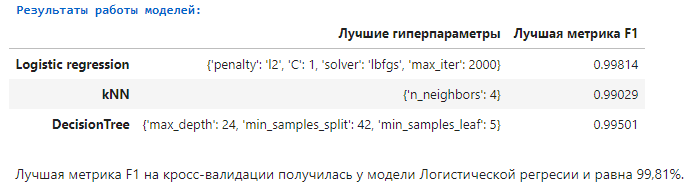 Результаты работы моделей:
Лучшие гиперпараметры Лучшая метрика F1
Logistic regression {'penalty': 'l2', 'C': 1, 'solver': 'lbfgs', 'max_iter': 2000} 0.99814
kNN {'n_neighbors': 4} 0.99029
DecisionTree {'max_depth': 24, 'min_samples_split': 42, 'min_samples_leaf': 5} 0.99501
Лучшая метрика F1 на кросс-валидации получилась у модели Логистической регресии и равна 99,81%.